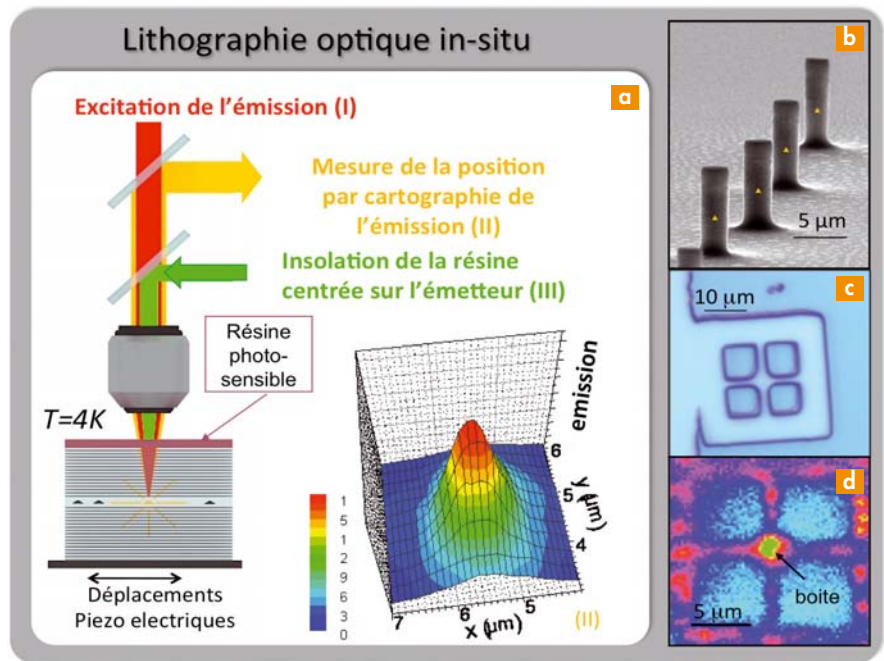 Lithographie optique in-situ
a
Excitation de l'émission (I)
Mesure de la position
par cartographie de
l'émission (II)
Insolation de la résine
centrée sur l'émetteur (III)
Résine
photo-
sensible
T=4K
Déplacements
Piezo electriques
1
5
1
2
9
6
3
0
emission
6
5
4
y (µm)
7
6
5
x (µm)
(II)
b
5 µm
c
10 µm
d
boite
5 µm